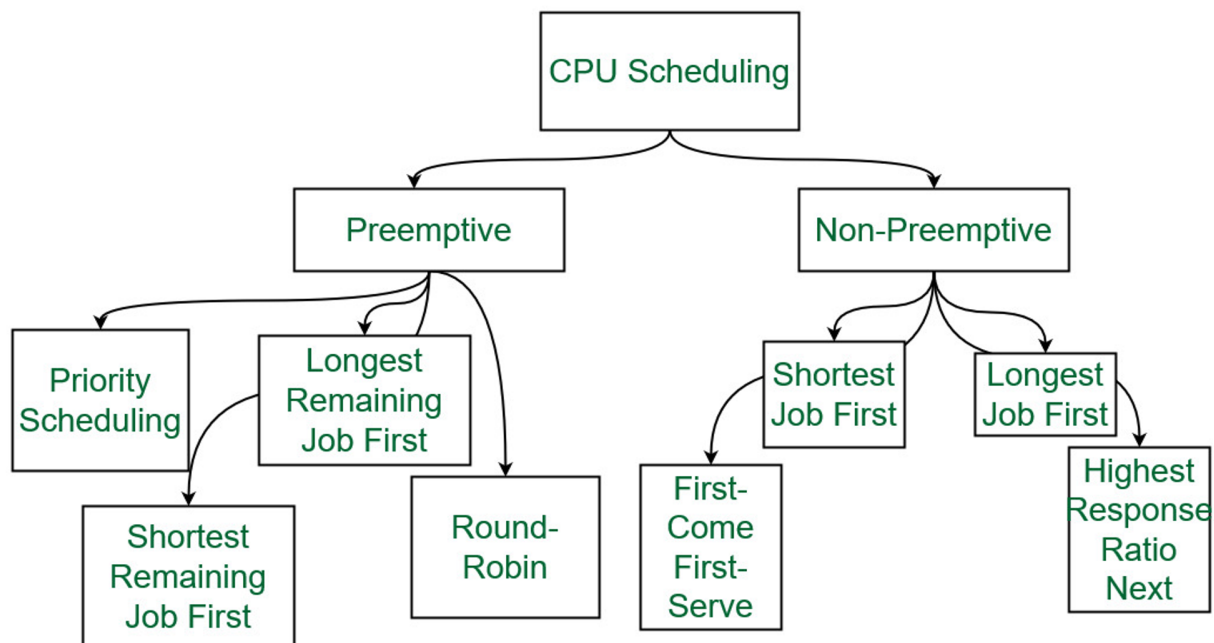 CPU Scheduling
Preemptive
Non-Preemptive
Priority
Scheduling
Longest
Remaining
Job First
Shortest
Job First
Longest
Job First
Shortest
Remaining
Job First
Round-
Robin
First-
Come
First-
Serve
Highest
Response
Ratio
Next